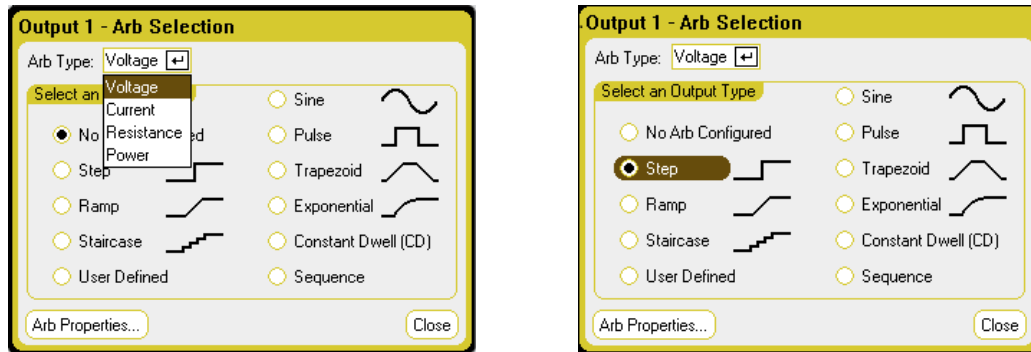 Output 1 - Arb Selection
Arb Type: Voltage
Voltage
Current
Resistance
Power
Select an
No
ed
Step
Ramp
Staircase
User Defined
Sine
Pulse
Trapezoid
Exponential
Constant Dwell (CD)
Sequence
Arb Properties...
Close
Output 1 - Arb Selection
Arb Type: Voltage
Select an Output Type
No Arb Configured
Step
Ramp
Staircase
User Defined
Sine
Pulse
Trapezoid
Exponential
Constant Dwell (CD)
Sequence
Arb Properties...
Close